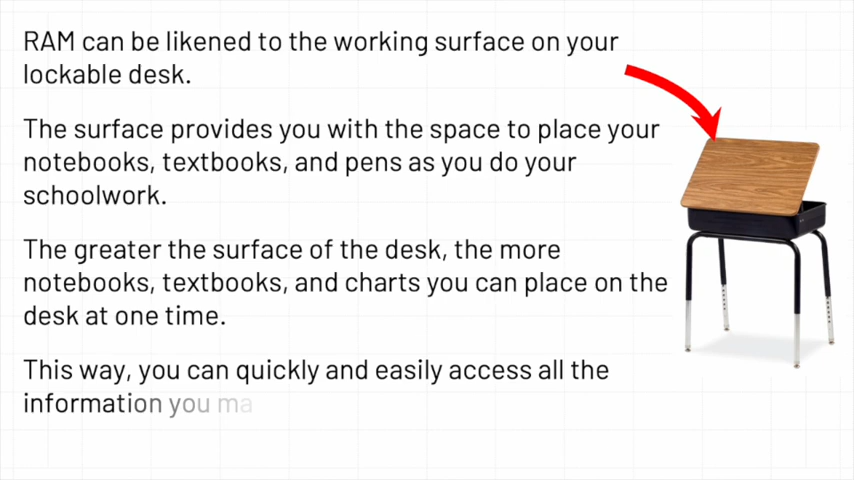 RAM can be likened to the working surface on your
lockable desk.
The surface provides you with the space to place your
notebooks, textbooks, and pens as you do your
schoolwork.
The greater the surface of the desk, the more
notebooks, textbooks, and charts you can place on the
desk at one time.
This way, you can quickly and easily access all the
information you ma